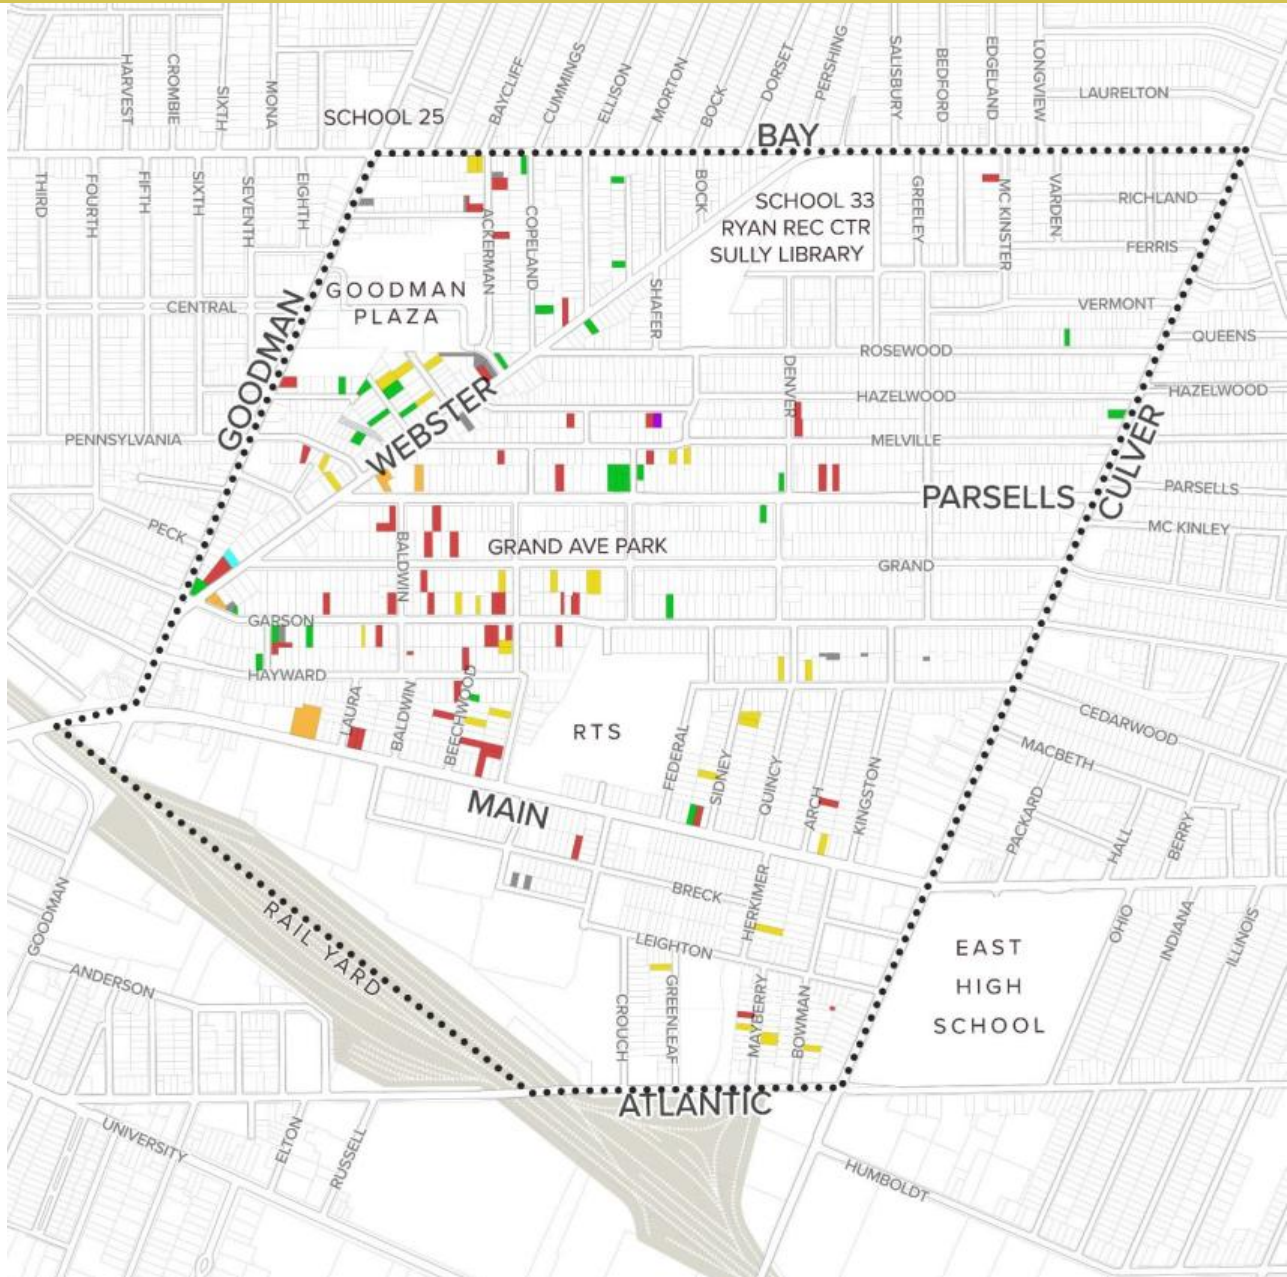 HARVEST
CROMBIE
SIXTH
MONA
SCHOOL 25
BAYCLIFF
CUMMINGS
ELLISON
MORTON
BOCK
DORSET
PERSHING
SALISBURY
BEDFORD
EDGELAND
LONGVIEW
LAURELTON
BAY
THIRD
FOURTH
FIFTH
SIXTH
SEVENTH
EIGHTH
ACKERMAN
COPELAND
BOCK
SCHOOL 33
RYAN REC CTR
SULLY LIBRARY
GREELEY
MC KINSTER
VARDEN
RICHLAND
FERRIS
CENTRAL
GOODMAN
GOODMAN
PLAZA
SHAFER
VERMONT
QUEENS
ROSEWOOD
DENVER
HAZELWOOD
HAZELWOOD
PENNSYLVANIA
WEBSTER
MELVILLE
CULVER
PARSELLS
PARSELLS
MC KINLEY
PECK
BALDWIN
GRAND AVE PARK
GRAND
GARSON
HAYWARD
LAURA
BALDWIN
BEECHWOOD
RTS
FEDERAL
SIDNEY
QUINCY
ARCH
KINGSTON
CEDARWOOD
MACBETH
PACKARD
HALL
BERRY
MAIN
BRECK
HERKIMER
LEIGHTON
GOODMAN
RAIL YARD
ANDERSON
CROUCH
GREENLEAF
MAYBERRY
BOWMAN
EAST
HIGH
SCHOOL
OHIO
INDIANA
ILLINOIS
ATLANTIC
UNIVERSITY
ELTON
RUSSELL
HUMBOLDT